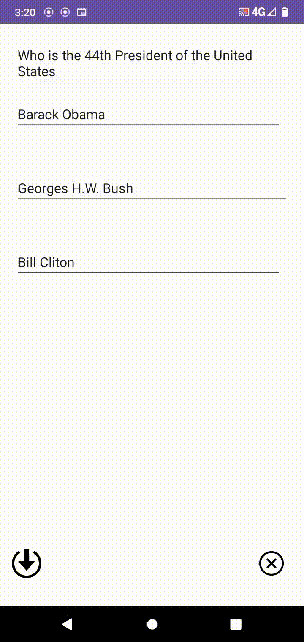 3:20
4G
Who is the 44th President of the United
States
Barack Obama
Georges H.W. Bush
Bill Cliton